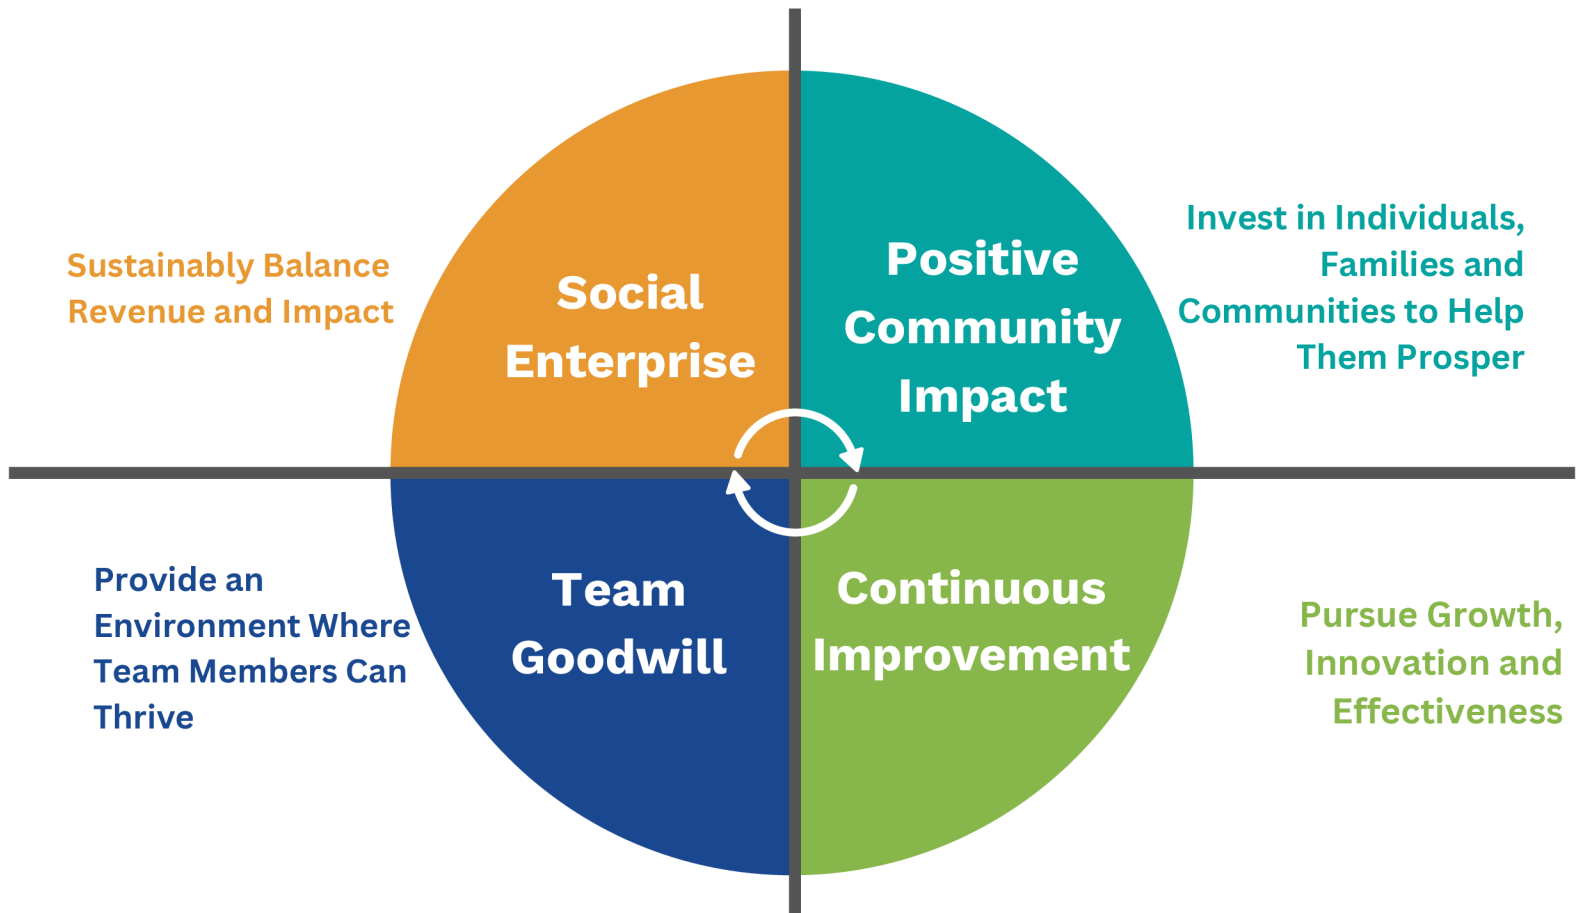 Sustainably Balance
Revenue and Impact
Social
Enterprise
Positive
Community
Impact
Invest in Individuals,
Families and
Communities to Help
Them Prosper
Provide an
Environment Where
Team Members Can
Thrive
Team
Goodwill
Continuous
Improvement
Pursue Growth,
Innovation and
Effectiveness